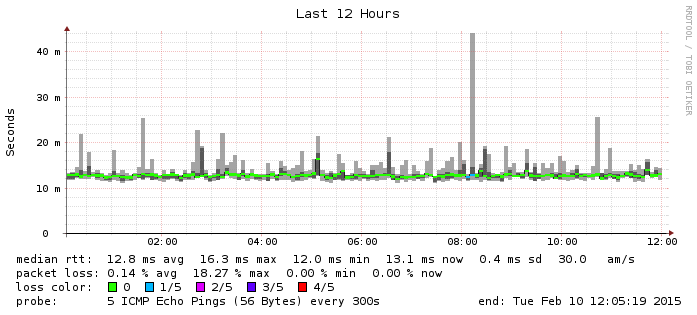 Last 12 Hours
RRDTOOL / TOBI OETIKER
Seconds
40 m
30 m
20 m
10 m
0
02:00 04:00 06:00 08:00 10:00 12:00
median rtt: 12.8 ms avg 16.3 ms max 12.0 ms min 13.1 ms now 0.4 ms sd 30.0 am/s
packet loss: 0.14 % avg 18.27 % max 0.00 % min 0.00 % now
loss color: 0 1/5 2/5 3/5 4/5
probe: 5 ICMP Echo Pings (56 Bytes) every 300s end: Tue Feb 10 12:05:19 2015